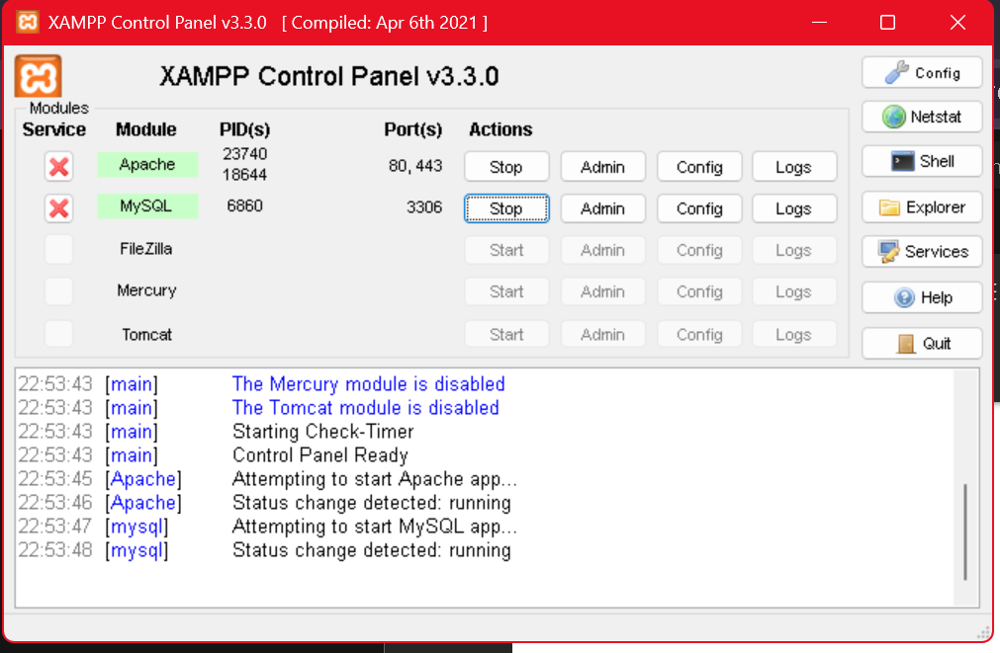 XAMPP Control Panel v3.3.0 [ Compiled: Apr 6th 2021 ]
XAMPP Control Panel v3.3.0
Config
Modules
Service Module PID(s) Port(s) Actions
Netstat
Apache 23740 80, 443 Stop Admin Config Logs
18644
Shell
MySQL 6860 3306 Stop Admin Config Logs
Explorer
FileZilla Start Admin Config Logs
Services
Mercury Start Admin Config Logs
Help
Tomcat Start Admin Config Logs
Quit
22:53:43 [main] The Mercury module is disabled
22:53:43 [main] The Tomcat module is disabled
22:53:43 [main] Starting Check-Timer
22:53:43 [main] Control Panel Ready
22:53:45 [Apache] Attempting to start Apache app...
22:53:46 [Apache] Status change detected: running
22:53:47 [mysql] Attempting to start MySQL app...
22:53:48 [mysql] Status change detected: running